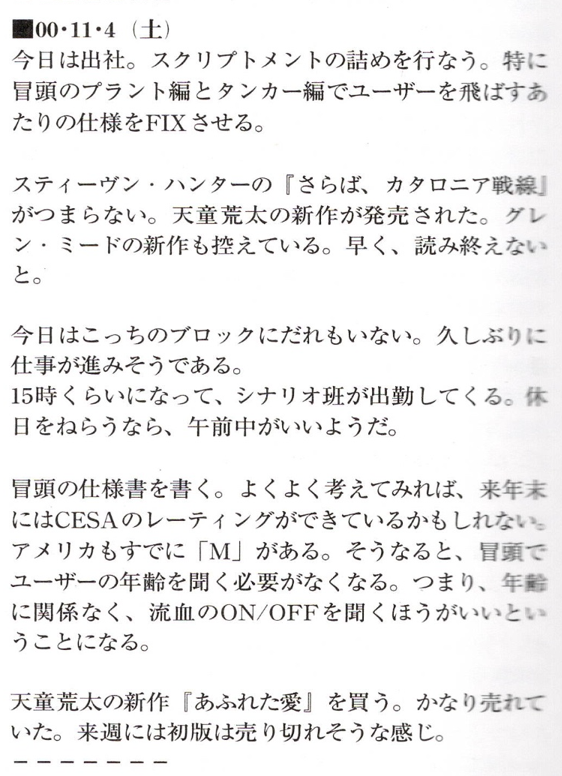 ■00・11・4（土）
今日は出社。スクリプトメントの詰めを行なう。特に
冒頭のプラント編とタンカー編でユーザーを飛ばすあ
たりの仕様をFIXさせる。
スティーヴン・ハンターの『さらば、カタロニア戦線』
がつまらない。天童荒太の新作が発売された。グレ
ン・ミードの新作も控えている。早く、読み終えない
と。
今日はこっちのブロックにだれもいない。久しぶりに
仕事が進みそうである。
15時くらいになって、シナリオ班が出勤してくる。休
日をねらうなら、午前中がいいようだ。
冒頭の仕様書を書く。よくよく考えてみれば、来年末
にはCESAのレーティングができているかもしれない。
アメリカもすでに「M」がある。そうなると、冒頭で
ユーザーの年齢を聞く必要がなくなる。つまり、年齢
に関係なく、流血のON/OFFを聞くほうがいいとい
うことになる。
天童荒太の新作『あふれた愛』を買う。かなり売れて
いた。来週には初版は売り切れそうな感じ。
－－－－－－－